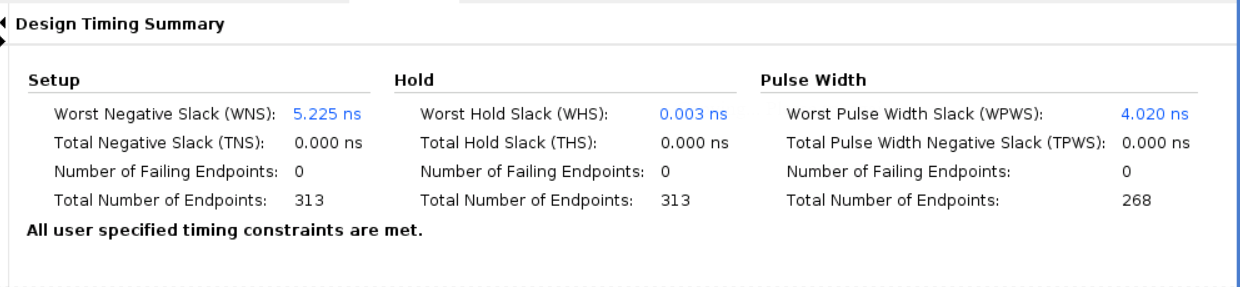 Design Timing Summary
Setup
Worst Negative Slack (WNS): 5.225 ns
Total Negative Slack (TNS): 0.000 ns
Number of Failing Endpoints: 0
Total Number of Endpoints: 313
Hold
Worst Hold Slack (WHS): 0.003 ns
Total Hold Slack (THS): 0.000 ns
Number of Failing Endpoints: 0
Total Number of Endpoints: 313
Pulse Width
Worst Pulse Width Slack (WPWS): 4.020 ns
Total Pulse Width Negative Slack (TPWS): 0.000 ns
Number of Failing Endpoints: 0
Total Number of Endpoints: 268
All user specified timing constraints are met.